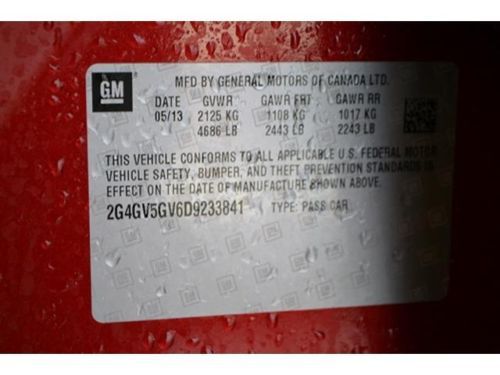 GM
MFD BY GENERAL MOTORS OF CANADA LTD.
DATE GVWR GAWR FRT GAWR RR
05/13 2125 KG 1108 KG 1017 KG
4686 LB 2443 LB 2243 LB
THIS VEHICLE CONFORMS TO ALL APPLICABLE U.S. FEDERAL MOTOR
VEHICLE SAFETY, BUMPER, AND THEFT PREVENTION STANDARDS IN
EFFECT ON THE DATE OF MANUFACTURE SHOWN ABOVE.
2G4GV5GV6D9233841 TYPE: PASS CAR